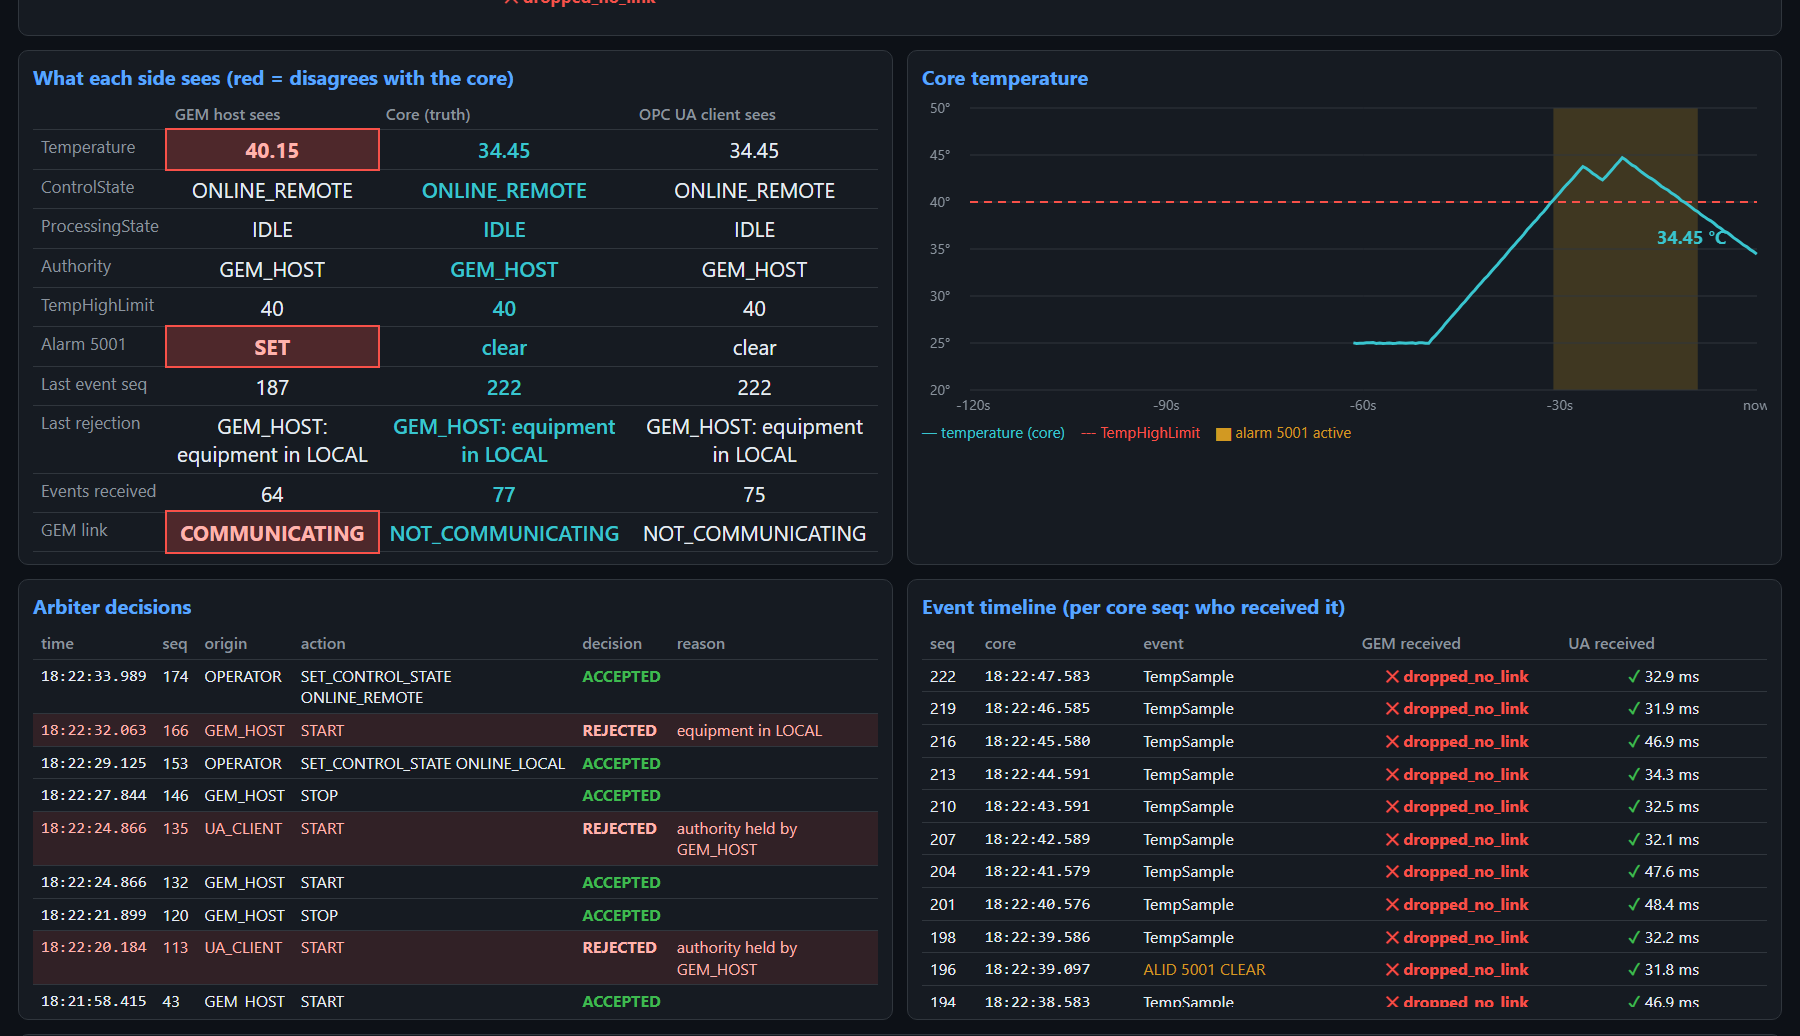 ✕ dropped_no_link
What each side sees (red = disagrees with the core)
GEM host sees Core (truth) OPC UA client sees
Temperature 40.15 34.45 34.45
ControlState ONLINE_REMOTE ONLINE_REMOTE ONLINE_REMOTE
ProcessingState IDLE IDLE IDLE
Authority GEM_HOST GEM_HOST GEM_HOST
TempHighLimit 40 40 40
Alarm 5001 SET clear clear
Last event seq 187 222 222
Last rejection GEM_HOST: GEM_HOST: equipment GEM_HOST: equipment
equipment in LOCAL in LOCAL in LOCAL
Events received 64 77 75
GEM link COMMUNICATING NOT_COMMUNICATING NOT_COMMUNICATING
Core temperature
50°
45°
40°
35°
34.45 °C
30°
25°
20°
-120s -90s -60s -30s now
temperature (core) TempHighLimit alarm 5001 active
Arbiter decisions
time seq origin action decision reason
18:22:33.989 174 OPERATOR SET_CONTROL_STATE ACCEPTED
ONLINE_REMOTE
18:22:32.063 166 GEM_HOST START REJECTED equipment in LOCAL
18:22:29.125 153 OPERATOR SET_CONTROL_STATE ONLINE_LOCAL ACCEPTED
18:22:27.844 146 GEM_HOST STOP ACCEPTED
18:22:24.866 135 UA_CLIENT START REJECTED authority held by
GEM_HOST
18:22:24.866 132 GEM_HOST START ACCEPTED
18:22:21.899 120 GEM_HOST STOP ACCEPTED
18:22:20.184 113 UA_CLIENT START REJECTED authority held by
GEM_HOST
18:21:58.415 43 GEM_HOST START ACCEPTED
Event timeline (per core seq: who received it)
seq core event GEM received UA received
222 18:22:47.583 TempSample ✕ dropped_no_link ✓ 32.9 ms
219 18:22:46.585 TempSample ✕ dropped_no_link ✓ 31.9 ms
216 18:22:45.580 TempSample ✕ dropped_no_link ✓ 46.9 ms
213 18:22:44.591 TempSample ✕ dropped_no_link ✓ 34.3 ms
210 18:22:43.591 TempSample ✕ dropped_no_link ✓ 32.5 ms
207 18:22:42.589 TempSample ✕ dropped_no_link ✓ 32.1 ms
204 18:22:41.579 TempSample ✕ dropped_no_link ✓ 47.6 ms
201 18:22:40.576 TempSample ✕ dropped_no_link ✓ 48.4 ms
198 18:22:39.586 TempSample ✕ dropped_no_link ✓ 32.2 ms
196 18:22:39.097 ALID 5001 CLEAR ✕ dropped_no_link ✓ 31.8 ms
194 18:22:38.583 TempSample ✕ dropped_no_link ✓ 46.9 ms